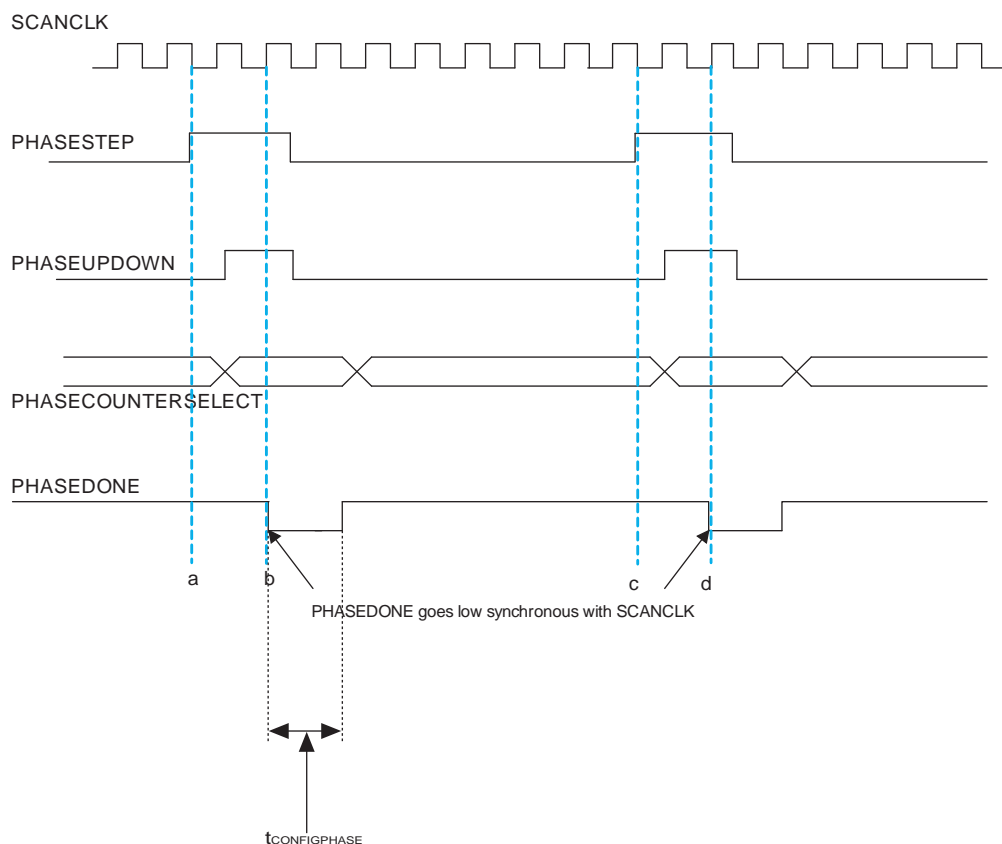 SCANCLK
PHASESTEP
PHASEUPDOWN
PHASECOUNTERSELECT
PHASEDONE
a b c d
PHASEDONE goes low synchronous with SCANCLK
tCONFIGPHASE